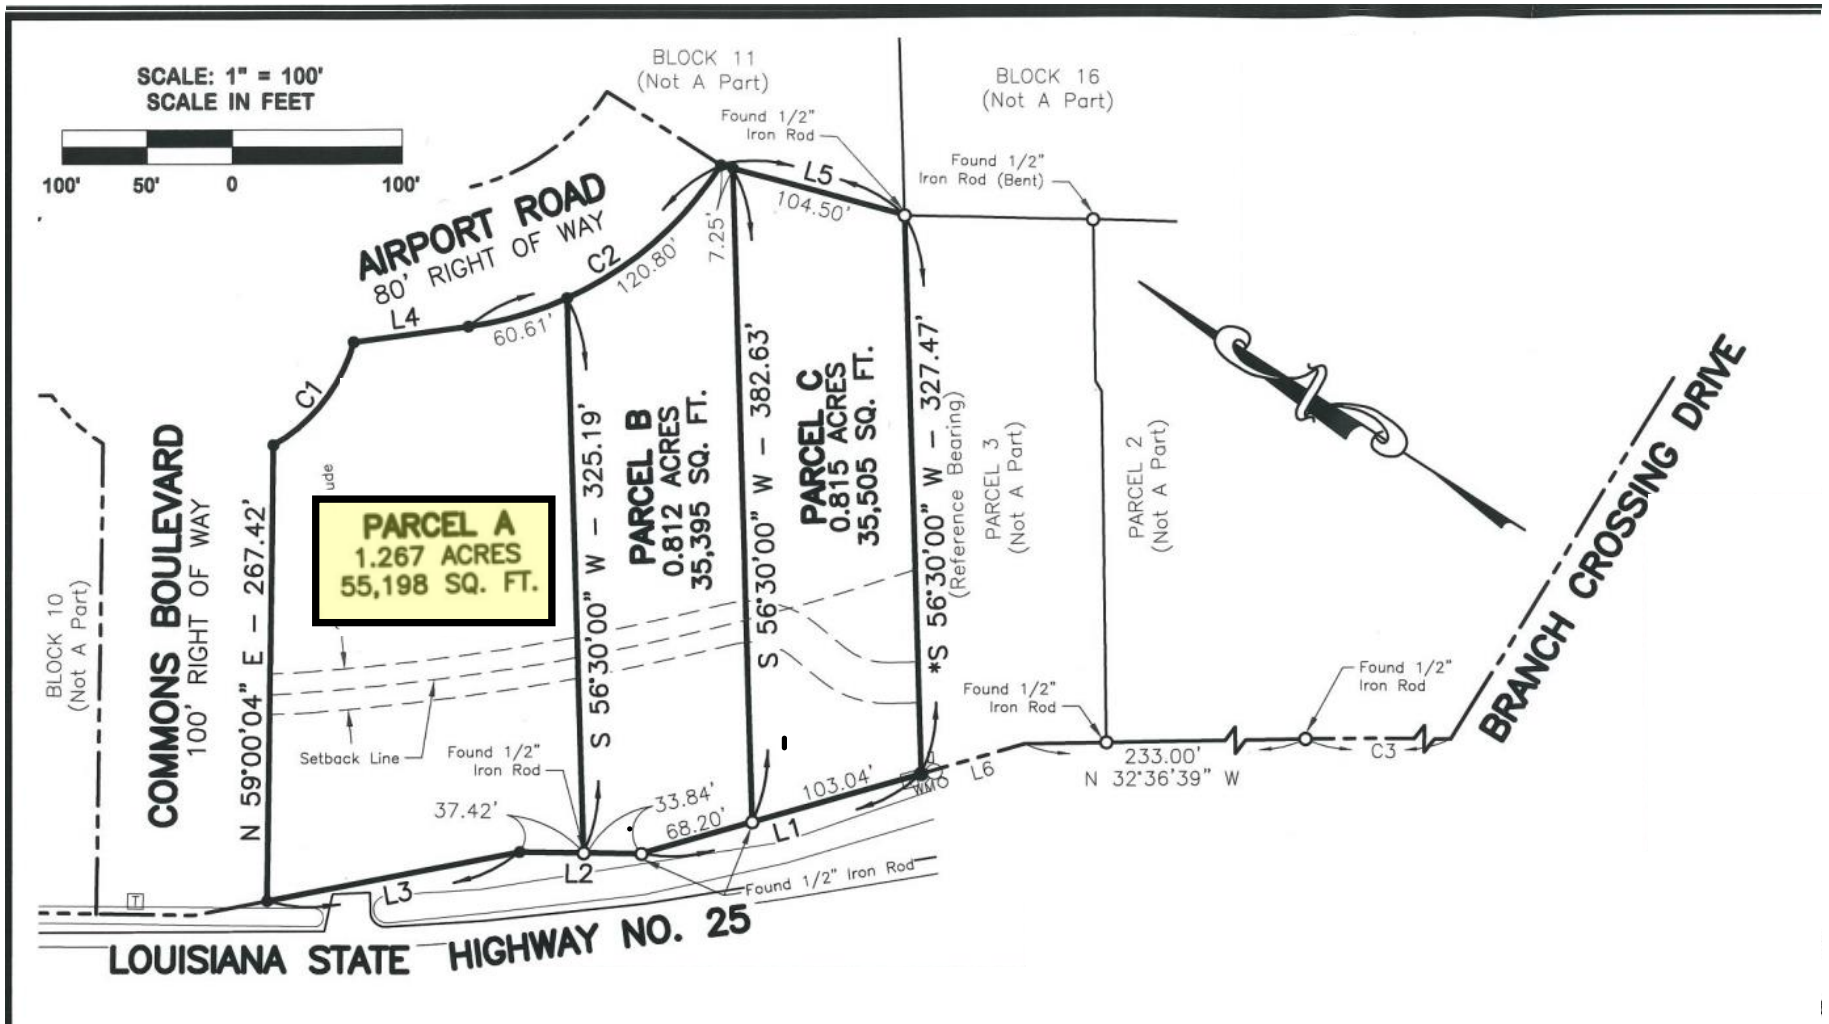 SCALE: 1" = 100'
SCALE IN FEET
100' 50' 0 100'
BLOCK 11
(Not A Part)
BLOCK 16
(Not A Part)
Found 1/2"
Iron Rod
Found 1/2"
Iron Rod (Bent)
AIRPORT ROAD
80' RIGHT OF WAY
L5
104.50'
7.25'
C2
120.80'
L4
60.61'
C1
COMMONS BOULEVARD
100' RIGHT OF WAY
BLOCK 10
(Not A Part)
N 59°00'04" E - 267.42'
ude
PARCEL A
1.267 ACRES
55,198 SQ. FT.
S 56°30'00" W - 325.19'
PARCEL B
0.812 ACRES
35,395 SQ. FT.
S 56°30'00" W - 382.63'
PARCEL C
0.815 ACRES
35,505 SQ. FT.
*S 56°30'00" W - 327.47'
(Reference Bearing)
PARCEL 3
(Not A Part)
PARCEL 2
(Not A Part)
BRANCH CROSSING DRIVE
Setback Line
Found 1/2"
Iron Rod
37.42'
33.84'
68.20'
103.04'
L1
L2
L3
WM
L6
Found 1/2"
Iron Rod
Found 1/2"
Iron Rod
233.00'
N 32°36'39" W
C3
Found 1/2" Iron Rod
T
LOUISIANA STATE HIGHWAY NO. 25